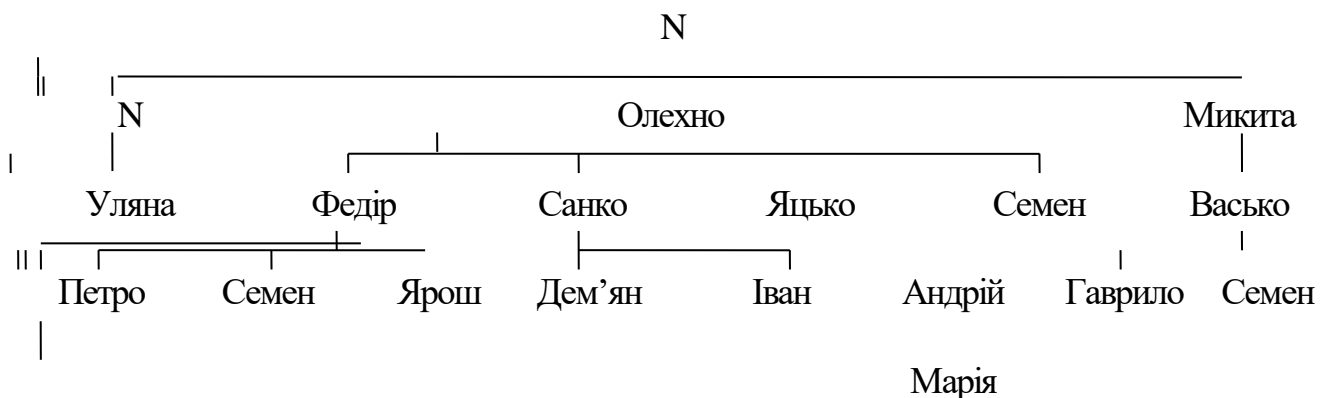 N
N Олехно Микита
Уляна Федір Санко Яцько Семен Васько
Петро Семен Ярош Дем’ян Іван Андрій Гаврило Семен
Марія